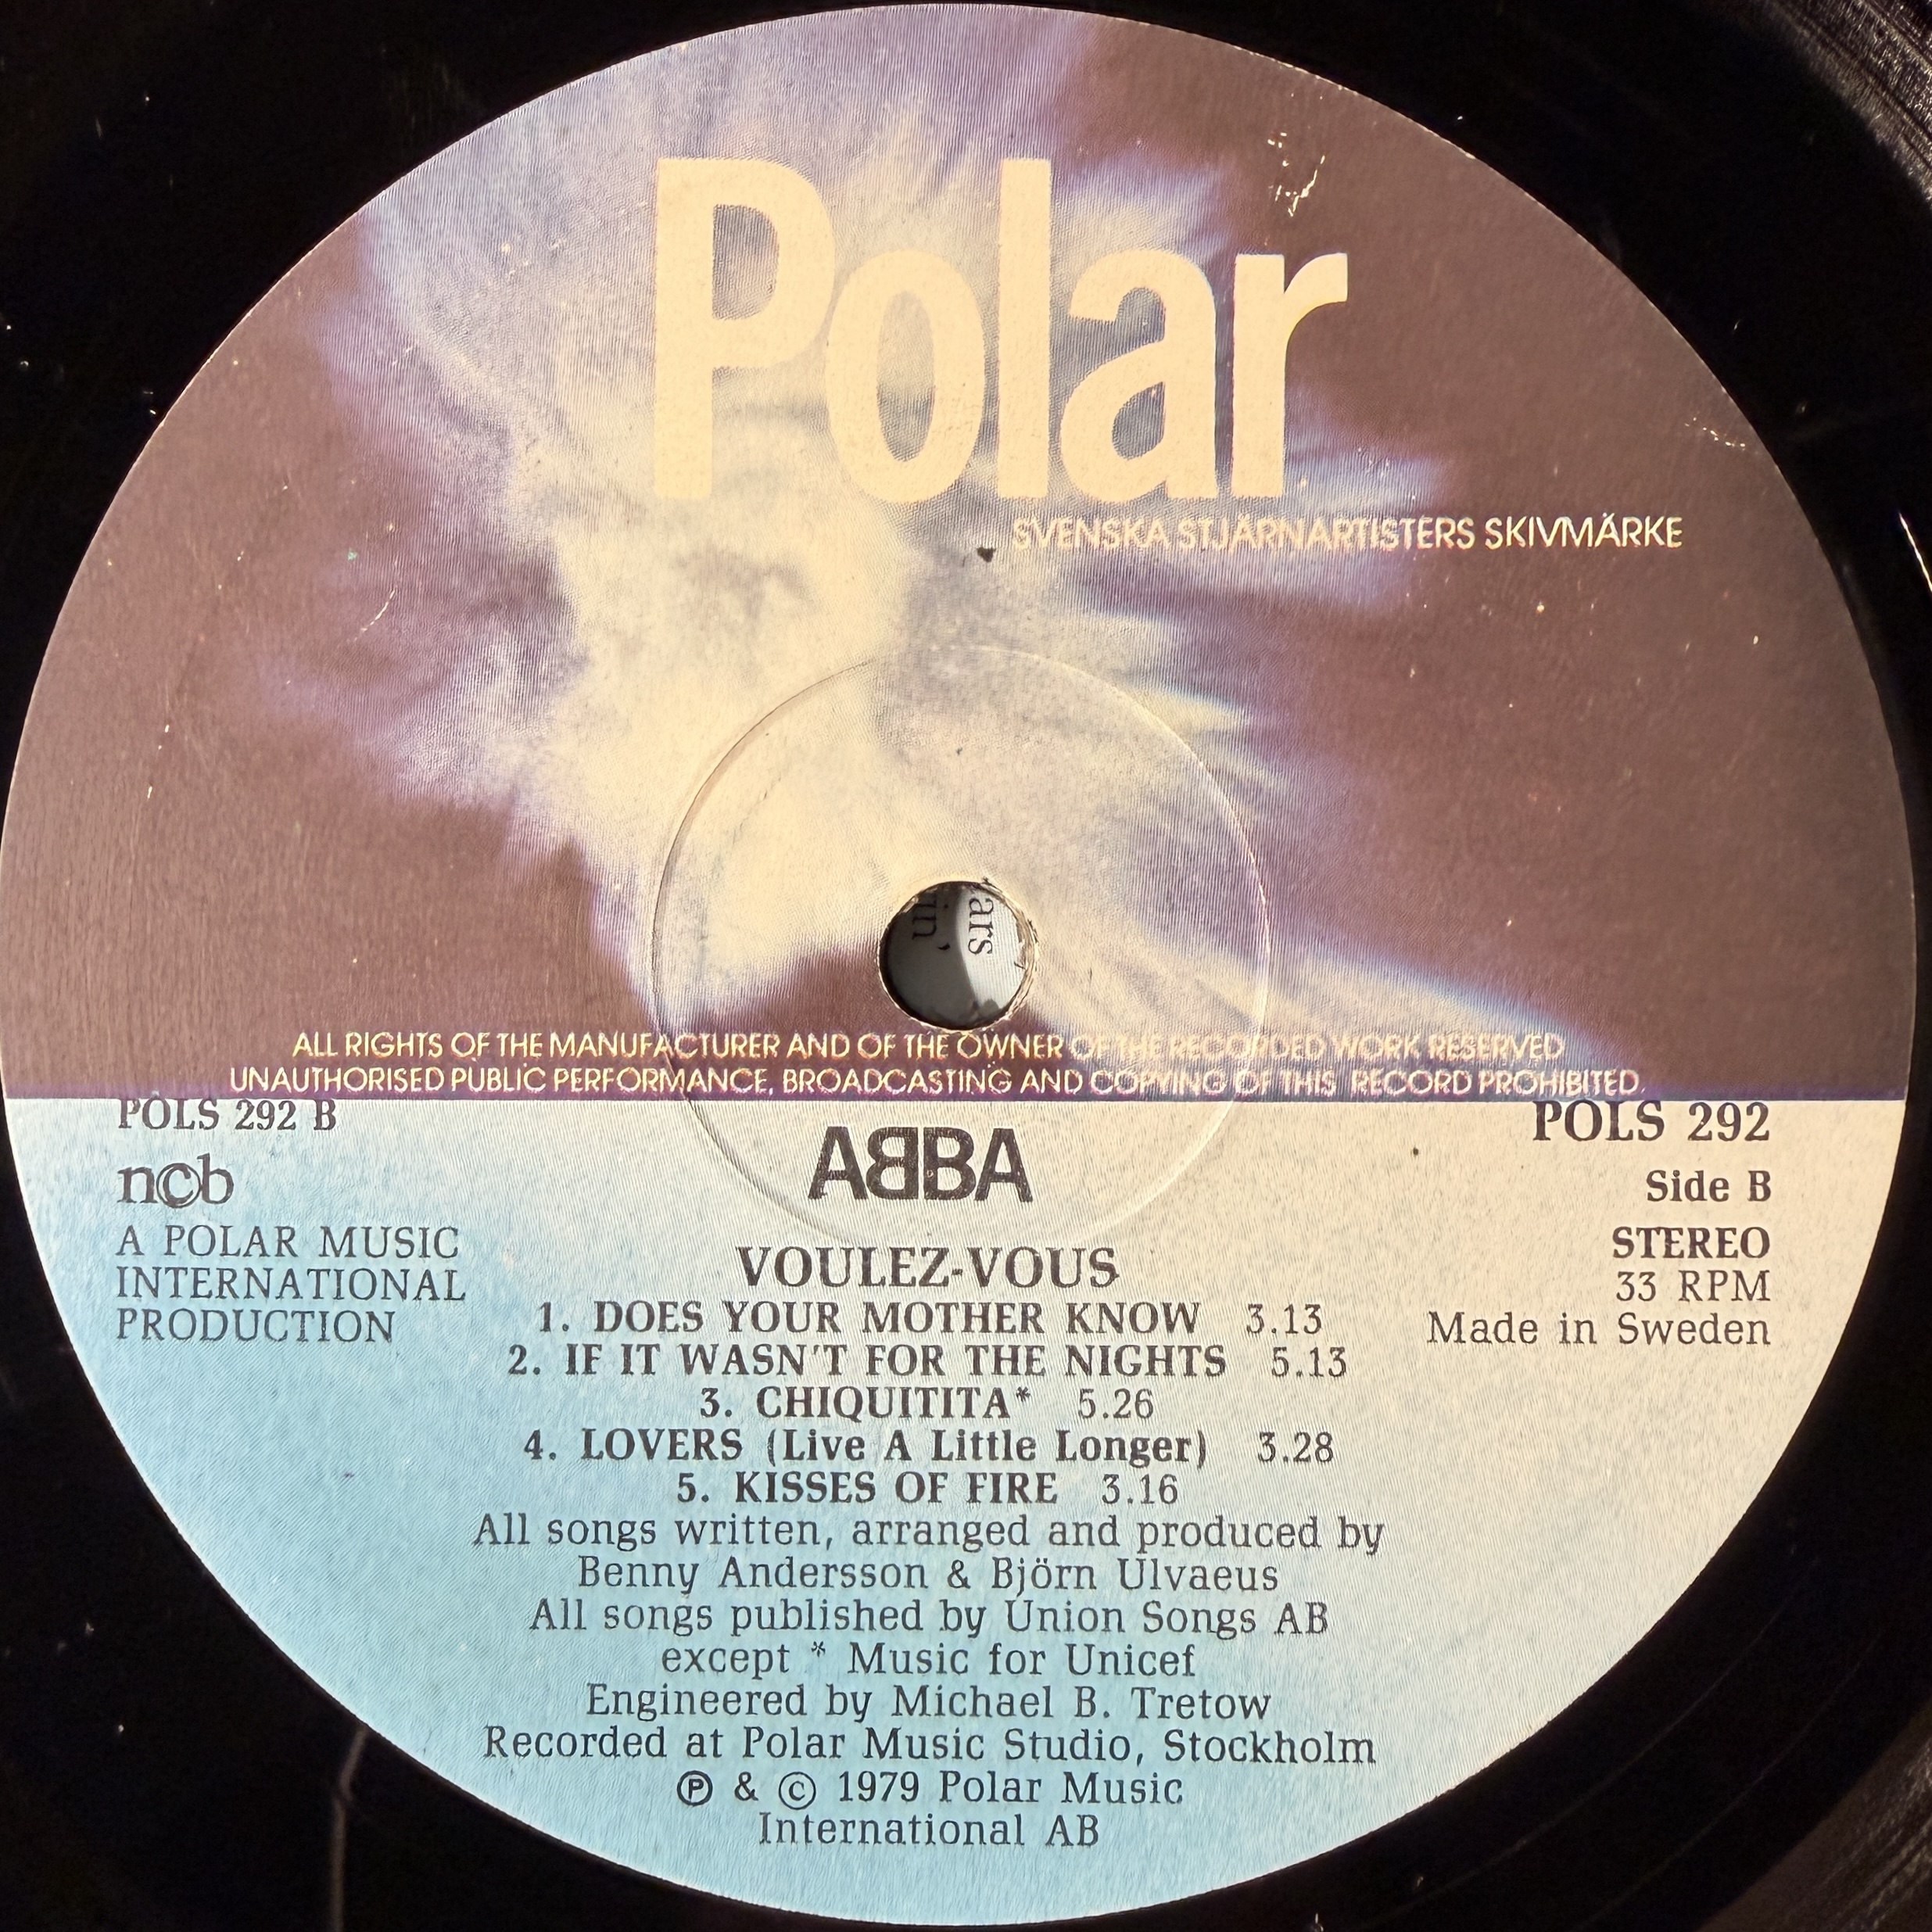 Polar
SVENSKA STJÄRNARTISTERS SKIVMÄRKE
ars
in'
ALL RIGHTS OF THE MANUFACTURER AND OF THE OWNER OF THE RECORDED WORK RESERVED
UNAUTHORISED PUBLIC PERFORMANCE, BROADCASTING AND COPYING OF THIS RECORD PROHIBITED.
POLS 292 B
ncb
A POLAR MUSIC
INTERNATIONAL
PRODUCTION
POLS 292
Side B
STEREO
33 RPM
Made in Sweden
ABBA
VOULEZ-VOUS
1. DOES YOUR MOTHER KNOW 3.13
2. IF IT WASN'T FOR THE NIGHTS 5.13
3. CHIQUITITA* 5.26
4. LOVERS (Live A Little Longer) 3.28
5. KISSES OF FIRE 3.16
All songs written, arranged and produced by
Benny Andersson & Björn Ulvaeus
All songs published by Union Songs AB
except * Music for Unicef
Engineered by Michael B. Tretow
Recorded at Polar Music Studio, Stockholm
℗ & © 1979 Polar Music
International AB